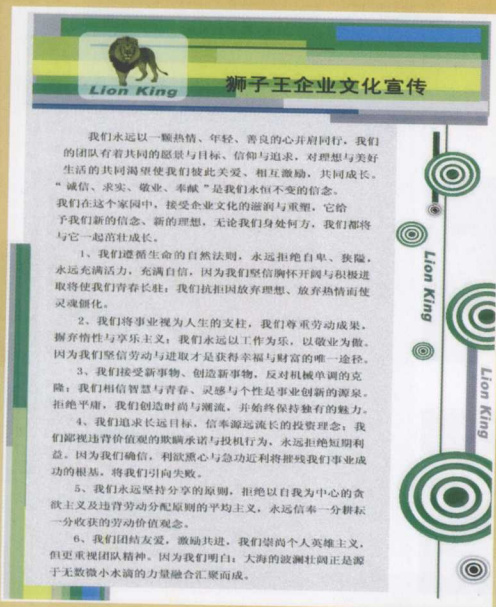 Lion King
狮子王企业文化宣传
我们永远以一颗热情、年轻、善良的心并肩同行，我们
的团队有着共同的愿景与目标、信仰与追求，对理想与美好
生活的共同渴望使我们彼此关爱，相互激励，共同成长。
“诚信、求实、敬业、奉献”是我们永恒不变的信念。
我们在这个家园中，接受企业文化的滋润与重塑，它给
予我们新的信念、新的理想，无论我们身处何方，我们都将
与它一起茁壮成长。
1、我们遵循生命的自然法则，永远拒绝自卑、狭隘，
永远充满活力，充满自信，因为我们坚信胸怀开阔与积极进
取将使我们青春长驻；我们抗拒因放弃理想、放弃热情而使
灵魂僵化。
2、我们将事业视为人生的支柱，我们尊重劳动成果，
摒弃惰性与享乐主义；我们永远以工作为乐，以敬业为傲。
因为我们坚信劳动与进取才是获得幸福与财富的唯一途径。
3、我们接受新事物、创造新事物，反对机械单调的克
隆；我们相信智慧与青春、灵感与个性是事业创新的源泉。
拒绝平庸，我们创造时尚与潮流，并始终保持独有的魅力。
4、我们追求长远目标，信奉源远流长的投资理念；我
们鄙视违背价值观的欺瞒承诺与投机行为，永远拒绝短期利
益。因为我们确信，利欲熏心与急功近利将摧残我们事业成
功的根基，将我们引向失败。
5、我们永远坚持分享的原则，拒绝以自我为中心的贪
欲主义及违背劳动分配原则的平均主义，永远信奉一分耕耘
一分收获的劳动价值观念。
6、我们团结友爱，激励共进，我们崇尚个人英雄主义，
但更重视团队精神。因为我们明白：大海的波澜壮阔正是源
于无数微小水滴的力量融合汇聚而成。
Lion King
Lion King